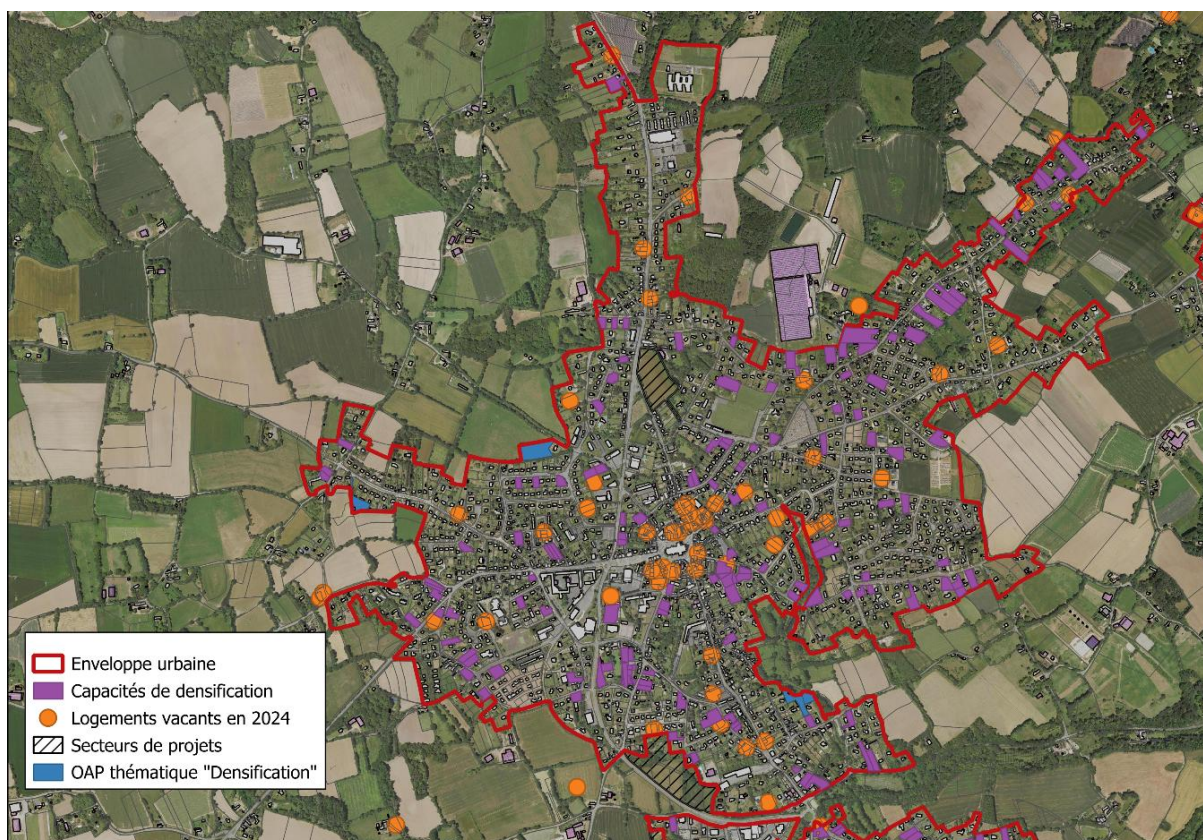 Enveloppe urbaine
Capacités de densification
Logements vacants en 2024
Secteurs de projets
OAP thématique "Densification"